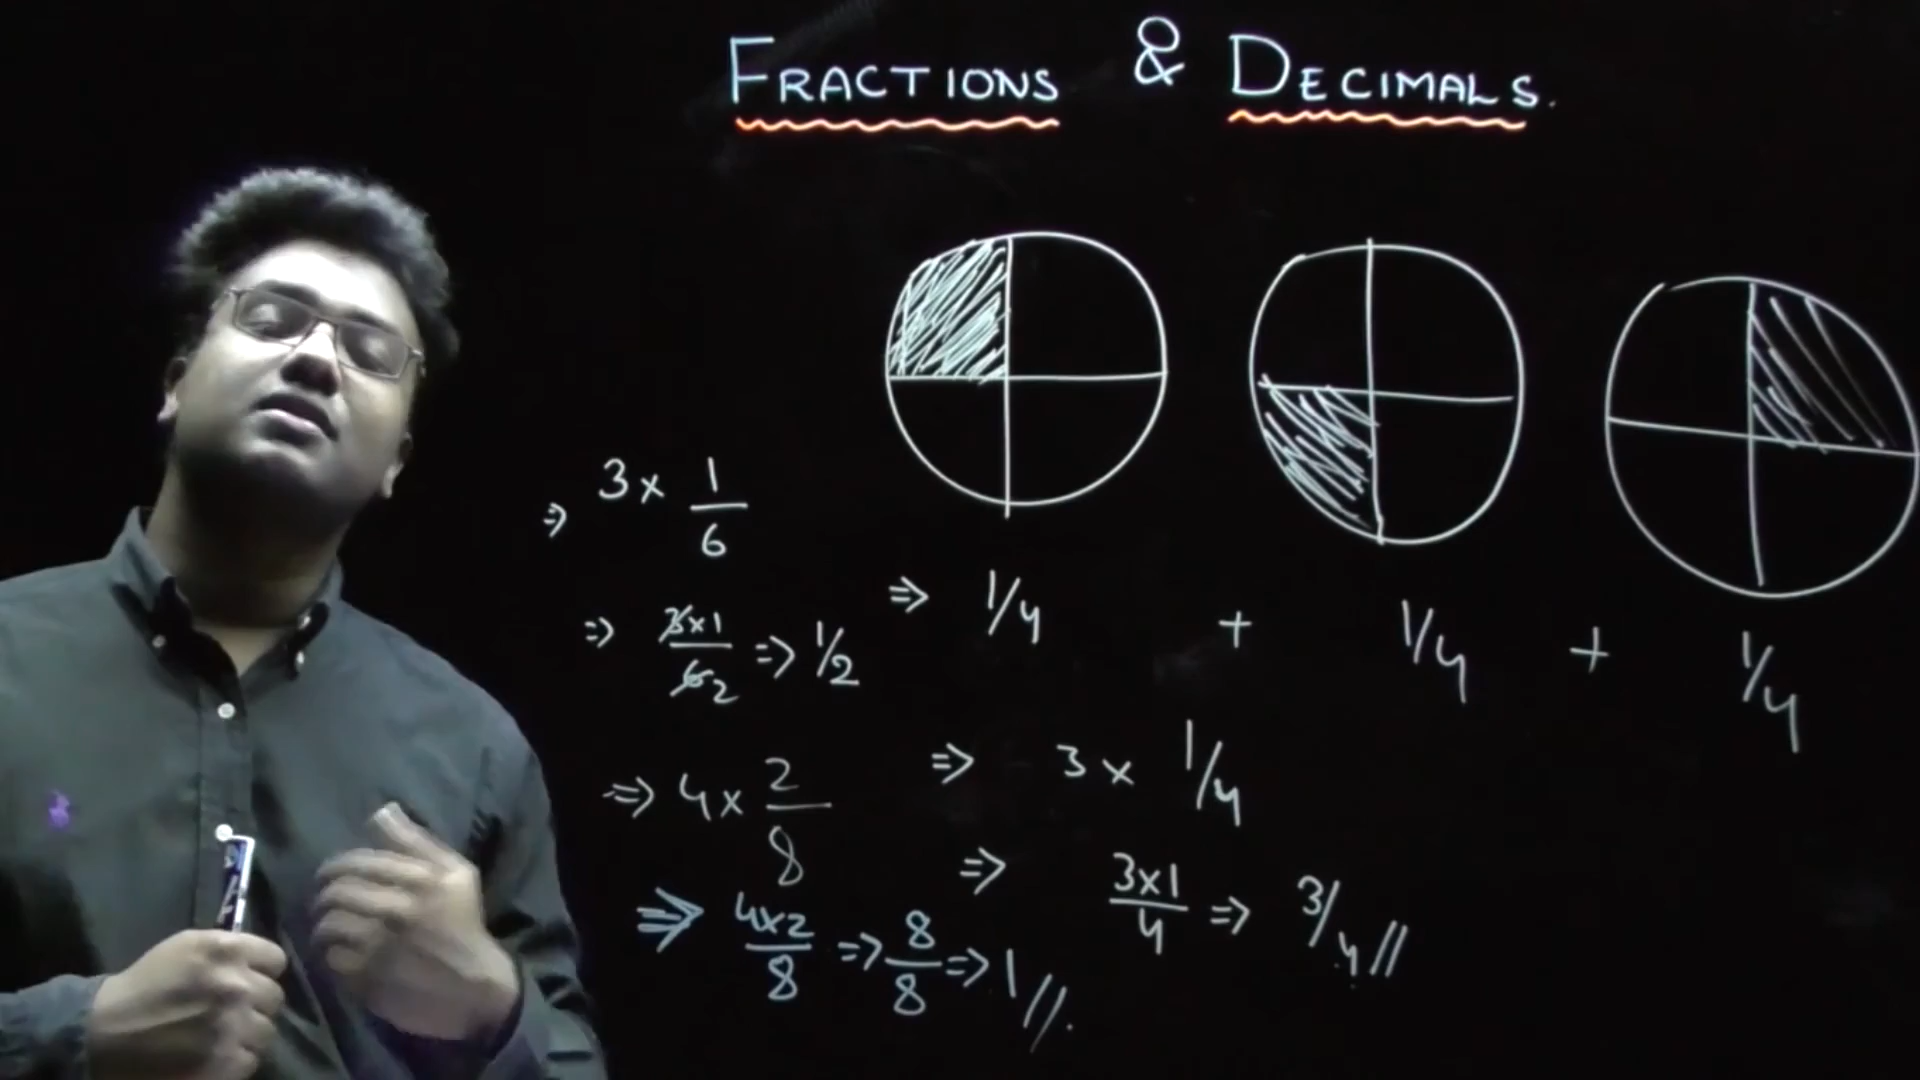 FRACTIONS & DECIMALS.
⇒ 3 × 1/6
⇒ 3×1/6 2 ⇒ 1/2
⇒ 4 × 2/8
⇒ 4×2/8 ⇒ 8/8 ⇒ 1//.
⇒ 1/4 + 1/4 + 1/4
⇒ 3 × 1/4
⇒ 3×1/4 ⇒ 3/4//